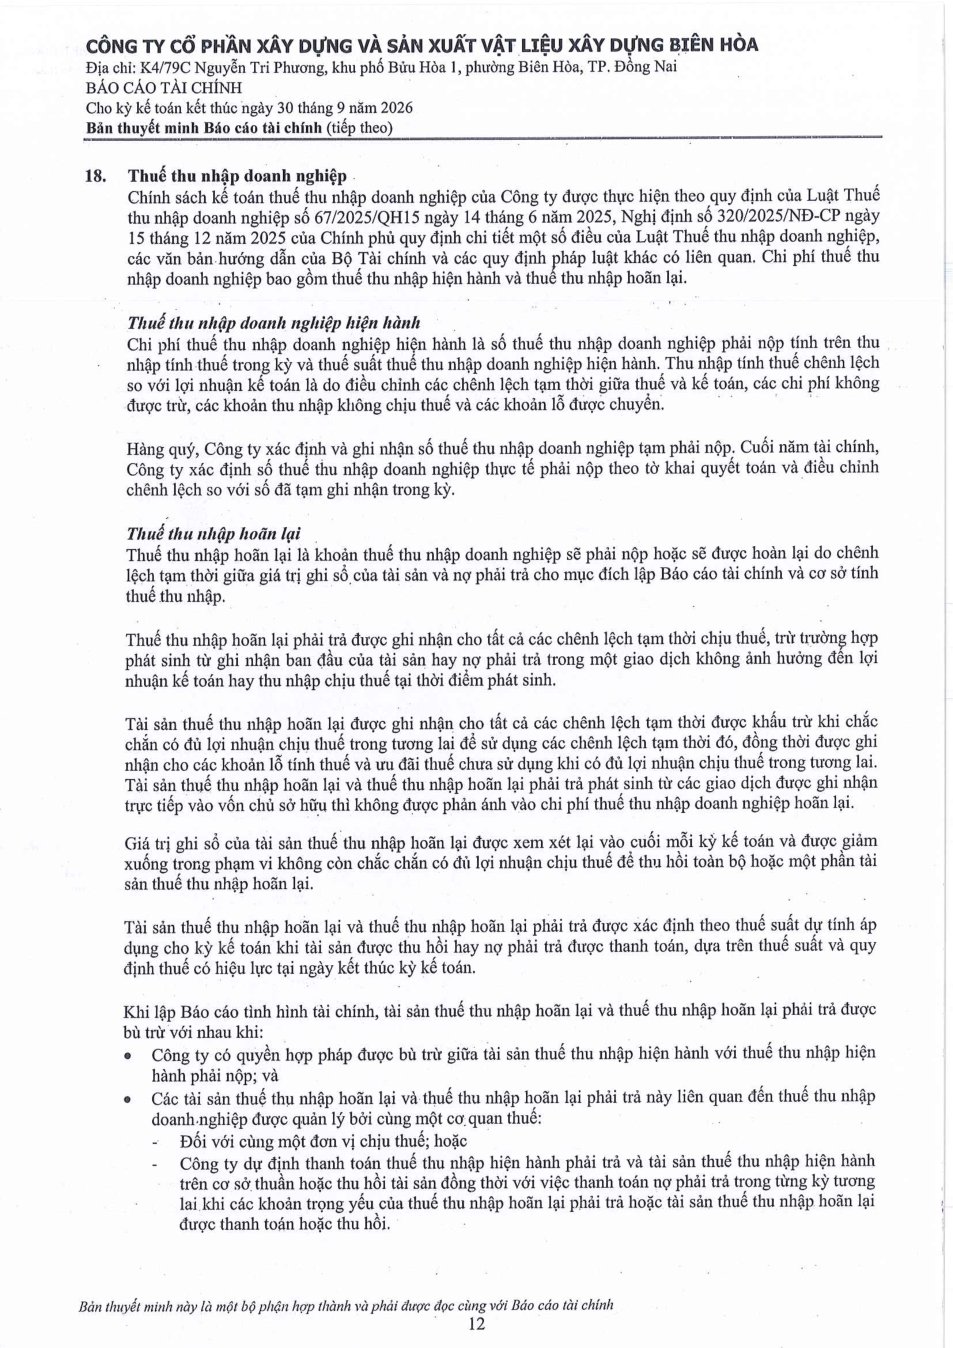 CÔNG TY CỔ PHẦN XÂY DỰNG VÀ SẢN XUẤT VẬT LIỆU XÂY DỰNG BIÊN HÒA
Địa chỉ: K4/79C Nguyễn Tri Phương, khu phố Bửu Hòa 1, phường Biên Hòa, TP. Đồng Nai
BÁO CÁO TÀI CHÍNH
Cho kỳ kế toán kết thúc ngày 30 tháng 9 năm 2026
Bản thuyết minh Báo cáo tài chính (tiếp theo)
18. Thuế thu nhập doanh nghiệp
Chính sách kế toán thuế thu nhập doanh nghiệp của Công ty được thực hiện theo quy định của Luật Thuế
thu nhập doanh nghiệp số 67/2025/QH15 ngày 14 tháng 6 năm 2025, Nghị định số 320/2025/NĐ-CP ngày
15 tháng 12 năm 2025 của Chính phủ quy định chi tiết một số điều của Luật Thuế thu nhập doanh nghiệp,
các văn bản hướng dẫn của Bộ Tài chính và các quy định pháp luật khác có liên quan. Chi phí thuế thu
nhập doanh nghiệp bao gồm thuế thu nhập hiện hành và thuế thu nhập hoãn lại.
Thuế thu nhập doanh nghiệp hiện hành
Chi phí thuế thu nhập doanh nghiệp hiện hành là số thuế thu nhập doanh nghiệp phải nộp tính trên thu
nhập tính thuế trong kỳ và thuế suất thuế thu nhập doanh nghiệp hiện hành. Thu nhập tính thuế chênh lệch
so với lợi nhuận kế toán là do điều chỉnh các chênh lệch tạm thời giữa thuế và kế toán, các chi phí không
được trừ, các khoản thu nhập không chịu thuế và các khoản lỗ được chuyển.
Hàng quý, Công ty xác định và ghi nhận số thuế thu nhập doanh nghiệp tạm phải nộp. Cuối năm tài chính,
Công ty xác định số thuế thu nhập doanh nghiệp thực tế phải nộp theo tờ khai quyết toán và điều chỉnh
chênh lệch so với số đã tạm ghi nhận trong kỳ.
Thuế thu nhập hoãn lại
Thuế thu nhập hoãn lại là khoản thuế thu nhập doanh nghiệp sẽ phải nộp hoặc sẽ được hoàn lại do chênh
lệch tạm thời giữa giá trị ghi sổ của tài sản và nợ phải trả cho mục đích lập Báo cáo tài chính và cơ sở tính
thuế thu nhập.
Thuế thu nhập hoãn lại phải trả được ghi nhận cho tất cả các chênh lệch tạm thời chịu thuế, trừ trường hợp
phát sinh từ ghi nhận ban đầu của tài sản hay nợ phải trả trong một giao dịch không ảnh hưởng đến lợi
nhuận kế toán hay thu nhập chịu thuế tại thời điểm phát sinh.
Tài sản thuế thu nhập hoãn lại được ghi nhận cho tất cả các chênh lệch tạm thời được khấu trừ khi chắc
chắn có đủ lợi nhuận chịu thuế trong tương lai để sử dụng các chênh lệch tạm thời đó, đồng thời được ghi
nhận cho các khoản lỗ tính thuế và ưu đãi thuế chưa sử dụng khi có đủ lợi nhuận chịu thuế trong tương lai.
Tài sản thuế thu nhập hoãn lại và thuế thu nhập hoãn lại phải trả phát sinh từ các giao dịch được ghi nhận
trực tiếp vào vốn chủ sở hữu thì không được phản ánh vào chi phí thuế thu nhập doanh nghiệp hoãn lại.
Giá trị ghi sổ của tài sản thuế thu nhập hoãn lại được xem xét lại vào cuối mỗi kỳ kế toán và được giảm
xuống trong phạm vi không còn chắc chắn có đủ lợi nhuận chịu thuế để thu hồi toàn bộ hoặc một phần tài
sản thuế thu nhập hoãn lại.
Tài sản thuế thu nhập hoãn lại và thuế thu nhập hoãn lại phải trả được xác định theo thuế suất dự tính áp
dụng cho kỳ kế toán khi tài sản được thu hồi hay nợ phải trả được thanh toán, dựa trên thuế suất và quy
định thuế có hiệu lực tại ngày kết thúc kỳ kế toán.
Khi lập Báo cáo tình hình tài chính, tài sản thuế thu nhập hoãn lại và thuế thu nhập hoãn lại phải trả được
bù trừ với nhau khi:
• Công ty có quyền hợp pháp được bù trừ giữa tài sản thuế thu nhập hiện hành với thuế thu nhập hiện
hành phải nộp; và
• Các tài sản thuế thu nhập hoãn lại và thuế thu nhập hoãn lại phải trả này liên quan đến thuế thu nhập
doanh nghiệp được quản lý bởi cùng một cơ quan thuế:
- Đối với cùng một đơn vị chịu thuế; hoặc
- Công ty dự định thanh toán thuế thu nhập hiện hành phải trả và tài sản thuế thu nhập hiện hành
trên cơ sở thuần hoặc thu hồi tài sản đồng thời với việc thanh toán nợ phải trả trong từng kỳ tương
lai khi các khoản trọng yếu của thuế thu nhập hoãn lại phải trả hoặc tài sản thuế thu nhập hoãn lại
được thanh toán hoặc thu hồi.
Bản thuyết minh này là một bộ phận hợp thành và phải được đọc cùng với Báo cáo tài chính
12